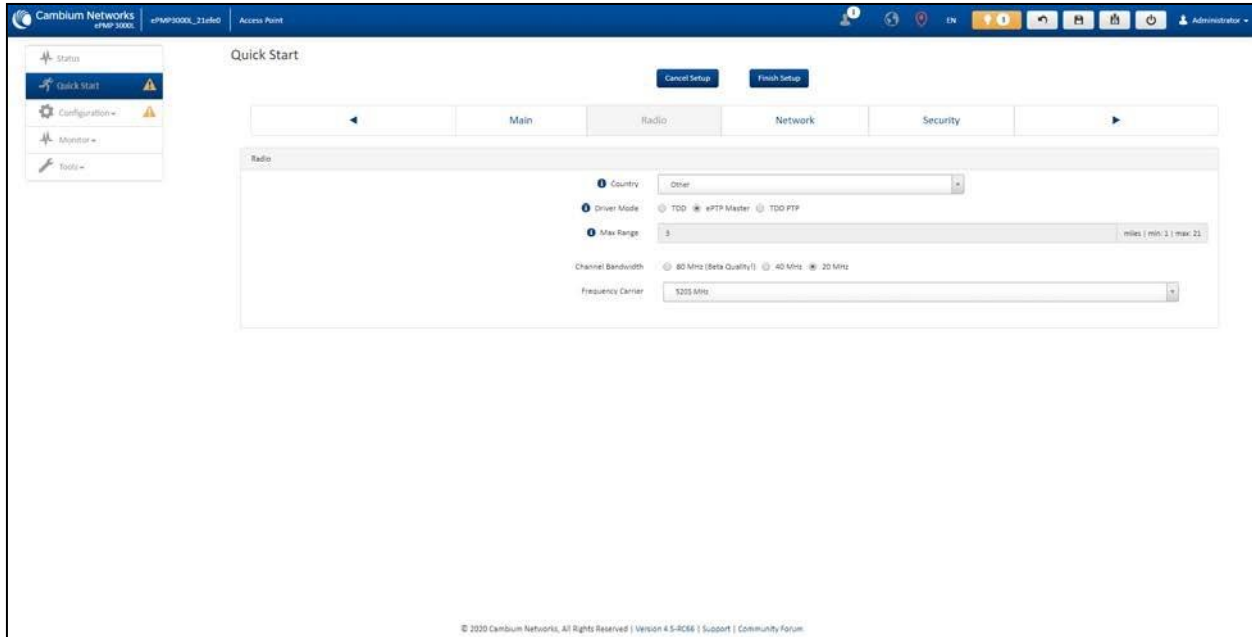 Cambium Networks
ePMP 3000L
ePMP3000L_21efe0
Access Point
1
EN
1
Administrator
Status
Quick Start
Configuration
Monitor
Tools
Quick Start
Cancel Setup
Finish Setup
Main
Radio
Network
Security
Radio
Country
Other
Driver Mode
TDD ePTP Master TDD PTP
Max Range
3
miles | min: 1 | max: 21
Channel Bandwidth
80 MHz (Beta Quality!) 40 MHz 20 MHz
Frequency Carrier
5205 MHz
© 2020 Cambium Networks, All Rights Reserved | Version 4.5-RC66 | Support | Community Forum